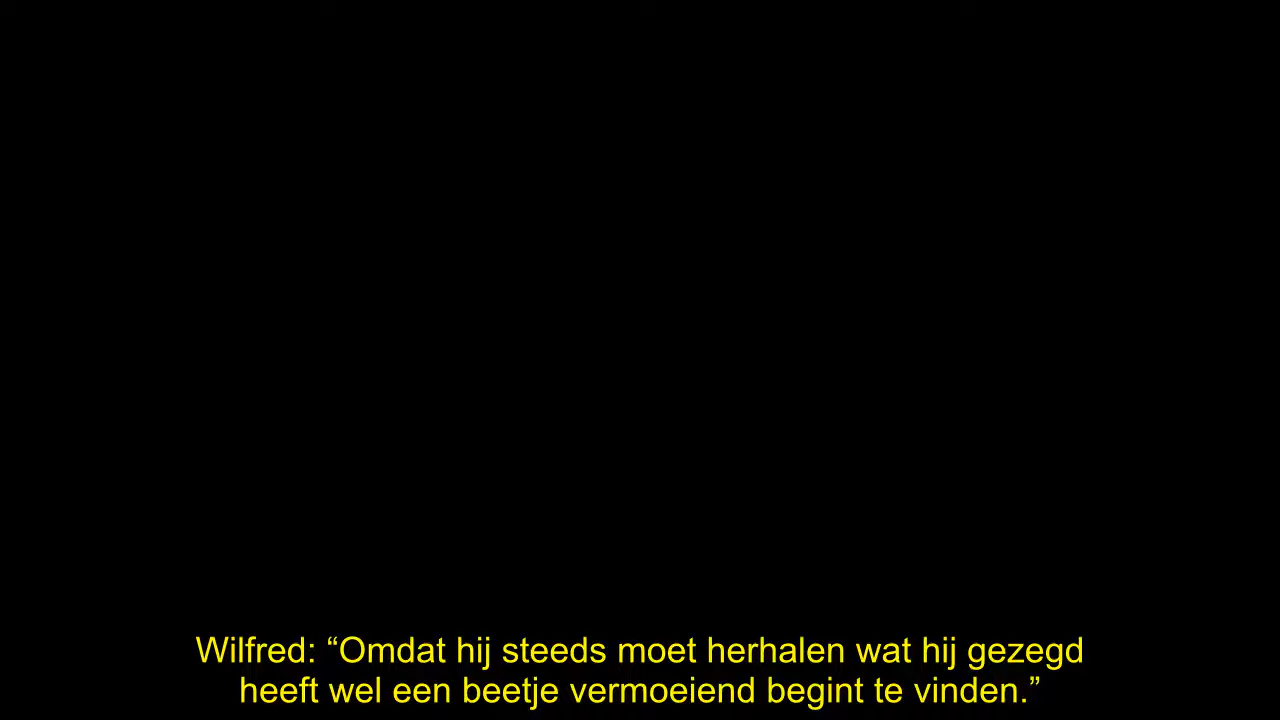 Wilfred: “Omdat hij steeds moet herhalen wat hij gezegd
heeft wel een beetje vermoeiend begint te vinden.”